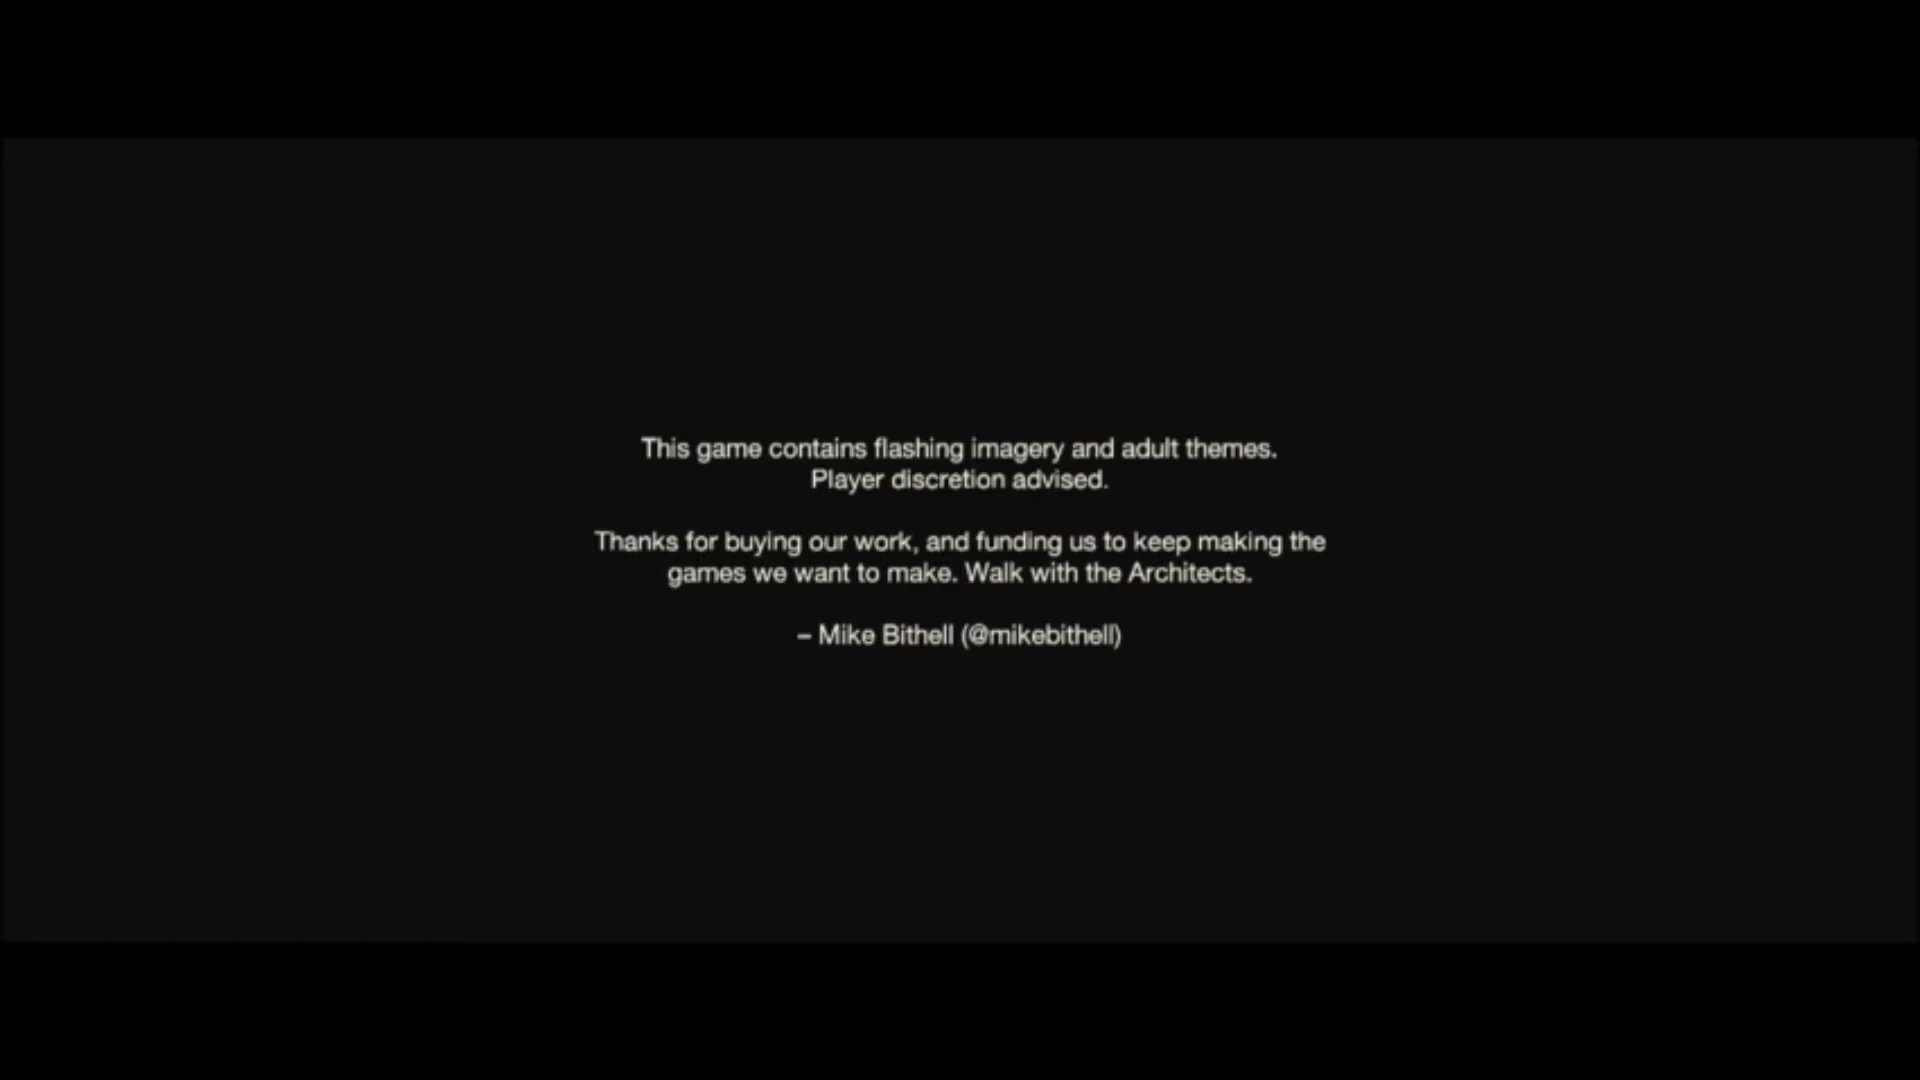 This game contains flashing imagery and adult themes.
Player discretion advised.
Thanks for buying our work, and funding us to keep making the
games we want to make. Walk with the Architects.
– Mike Bithell (@mikebithell)